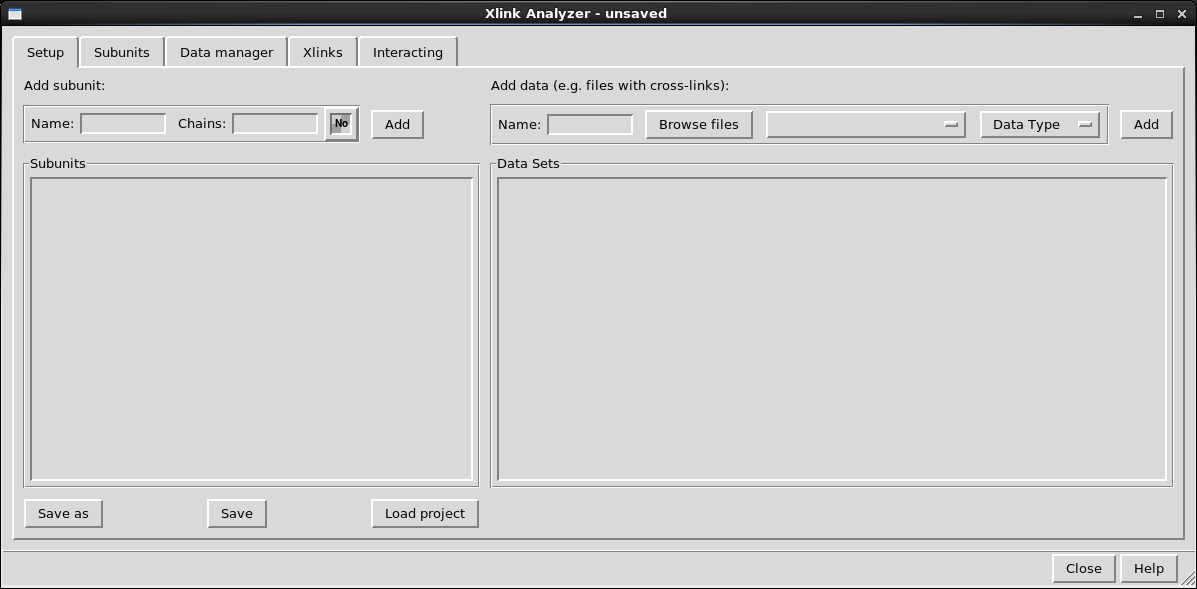 Xlink Analyzer - unsaved
Setup Subunits Data manager Xlinks Interacting
Add subunit: Add data (e.g. files with cross-links):
Name: Chains: No Add Name: Browse files Data Type Add
Subunits Data Sets
Save as Save Load project
Close Help